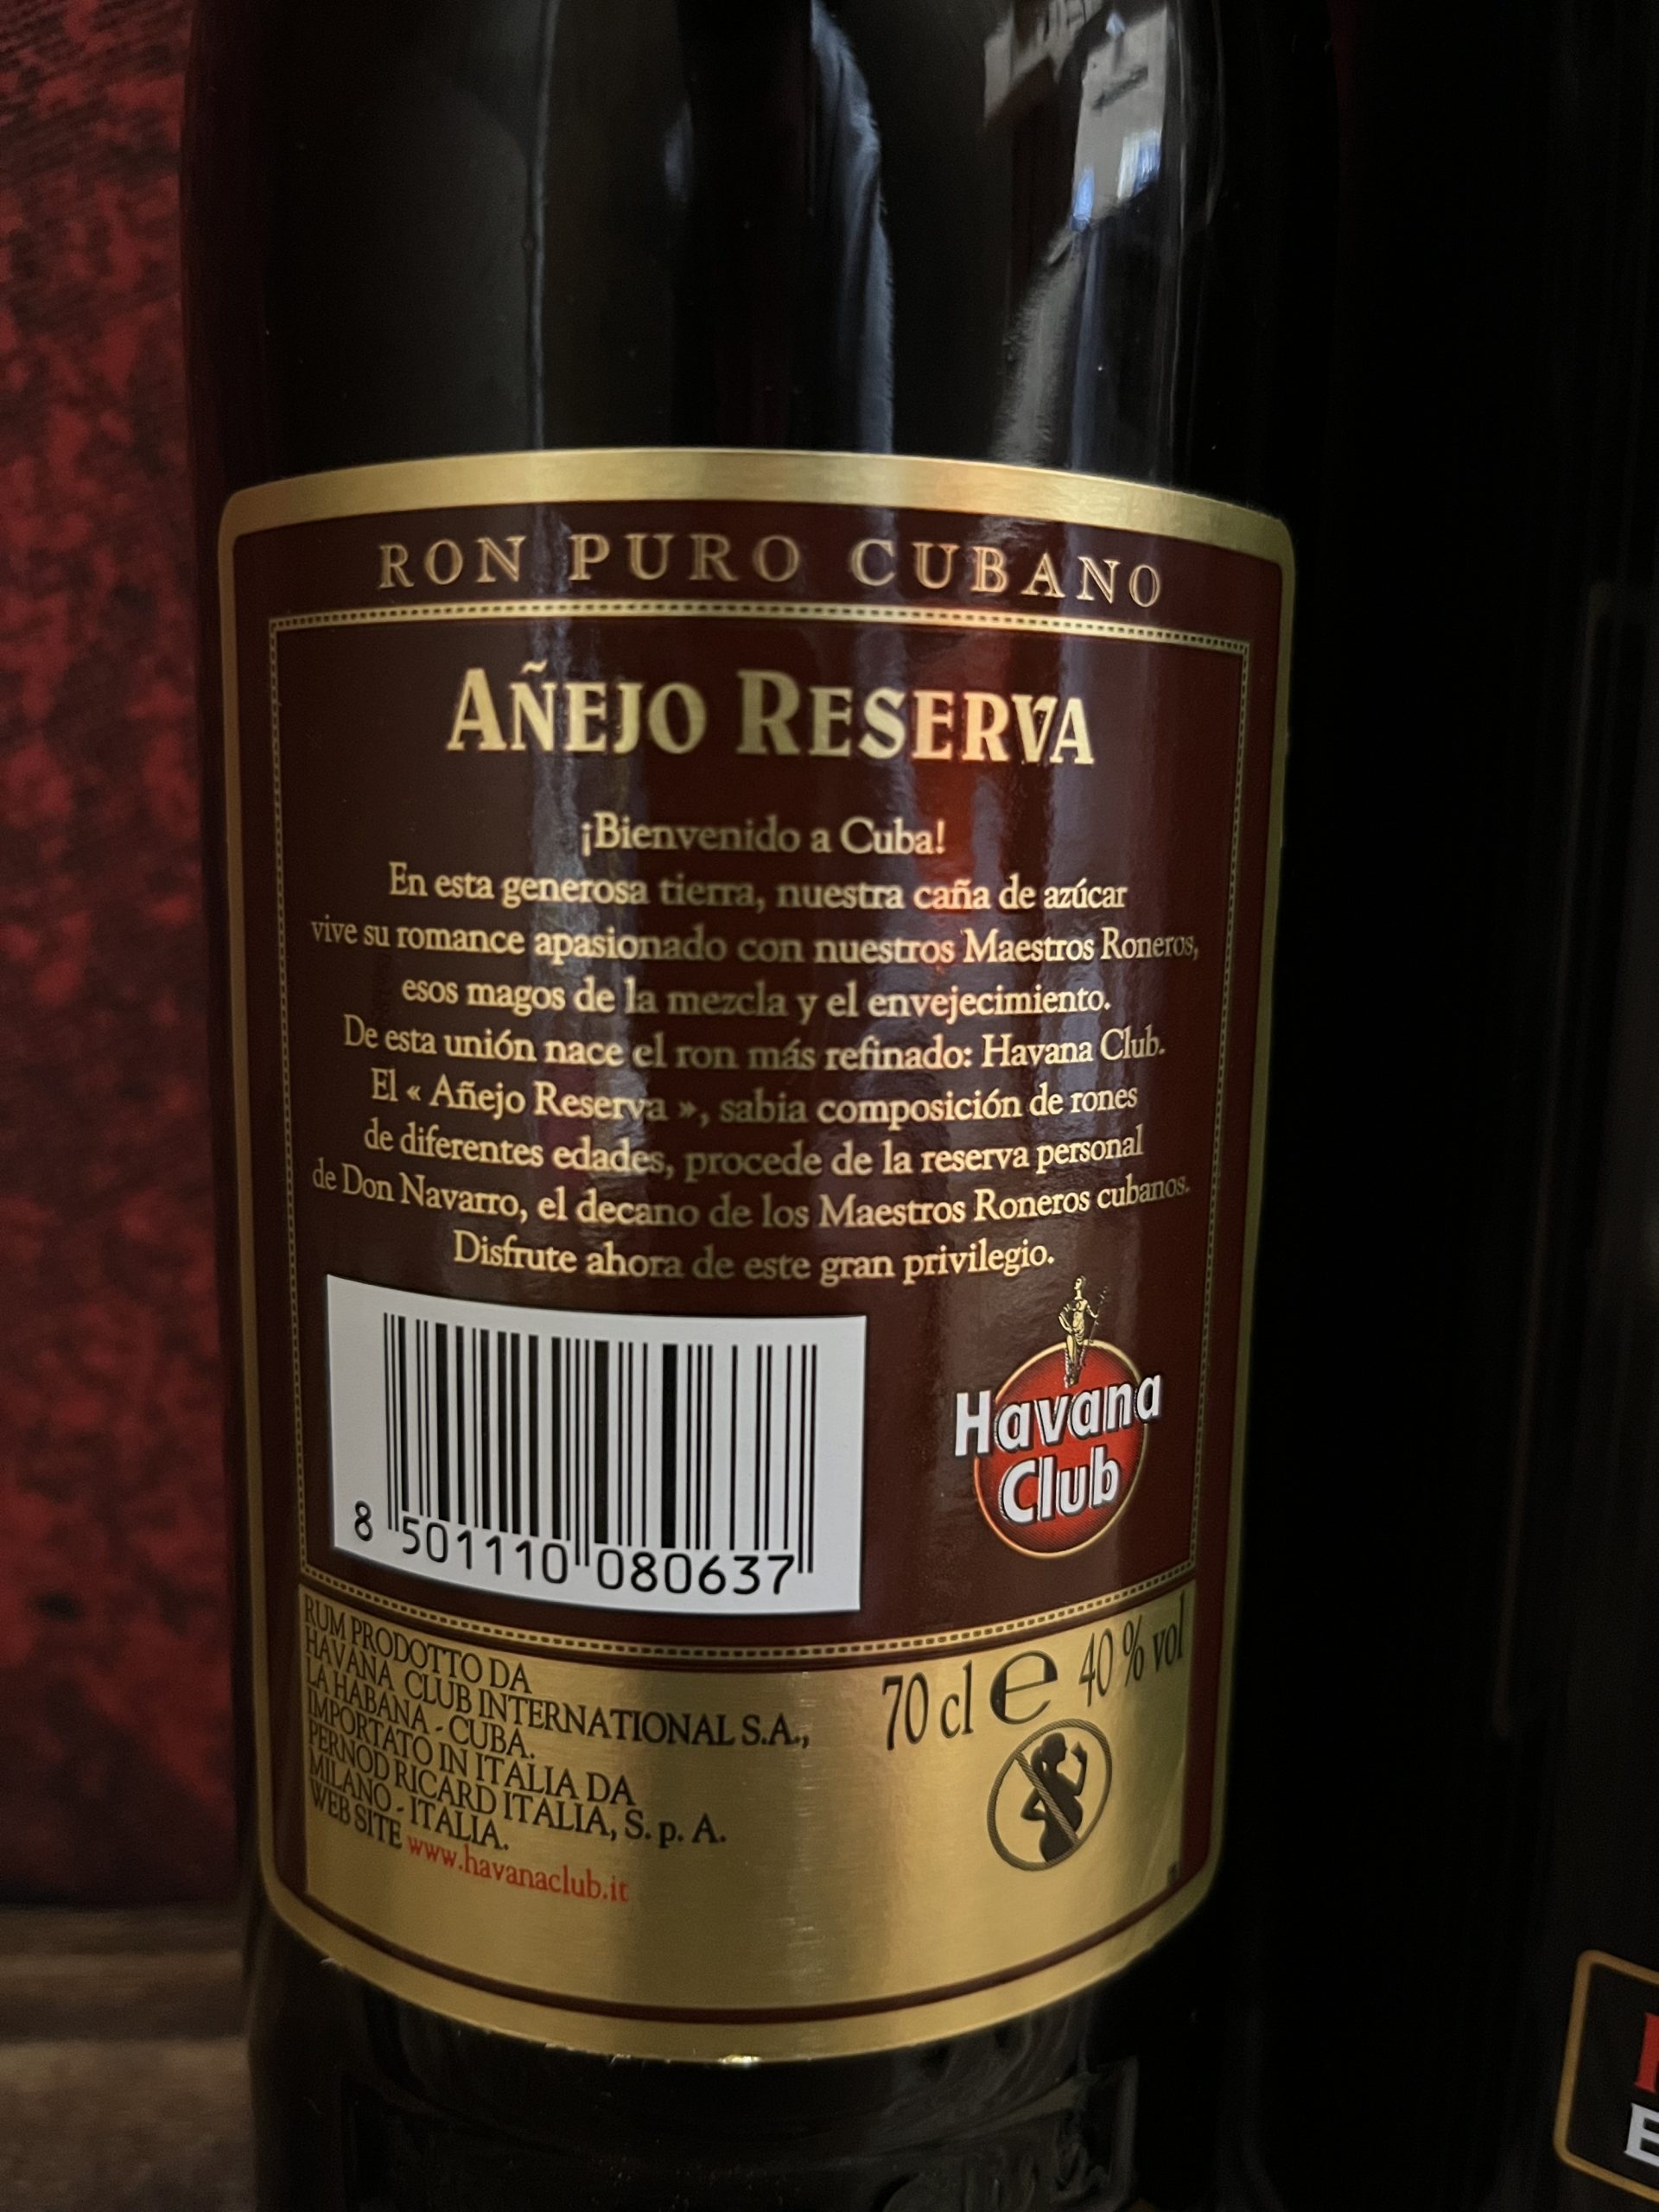 RON PURO CUBANO
AÑEJO RESERVA
¡Bienvenido a Cuba!
En esta generosa tierra, nuestra caña de azúcar
vive su romance apasionado con nuestros Maestros Roneros,
esos magos de la mezcla y el envejecimiento.
De esta unión nace el ron más refinado: Havana Club.
El « Añejo Reserva », sabia composición de rones
de diferentes edades, procede de la reserva personal
de Don Navarro, el decano de los Maestros Roneros cubanos.
Disfrute ahora de este gran privilegio.
8 501110 080637
Havana
Club
RUM PRODOTTO DA
HAVANA CLUB INTERNATIONAL S.A.,
LA HABANA - CUBA.
IMPORTATO IN ITALIA DA
PERNOD RICARD ITALIA, S. p. A.
MILANO - ITALIA.
WEB SITE www.havanaclub.it
70 cl e 40 % vol